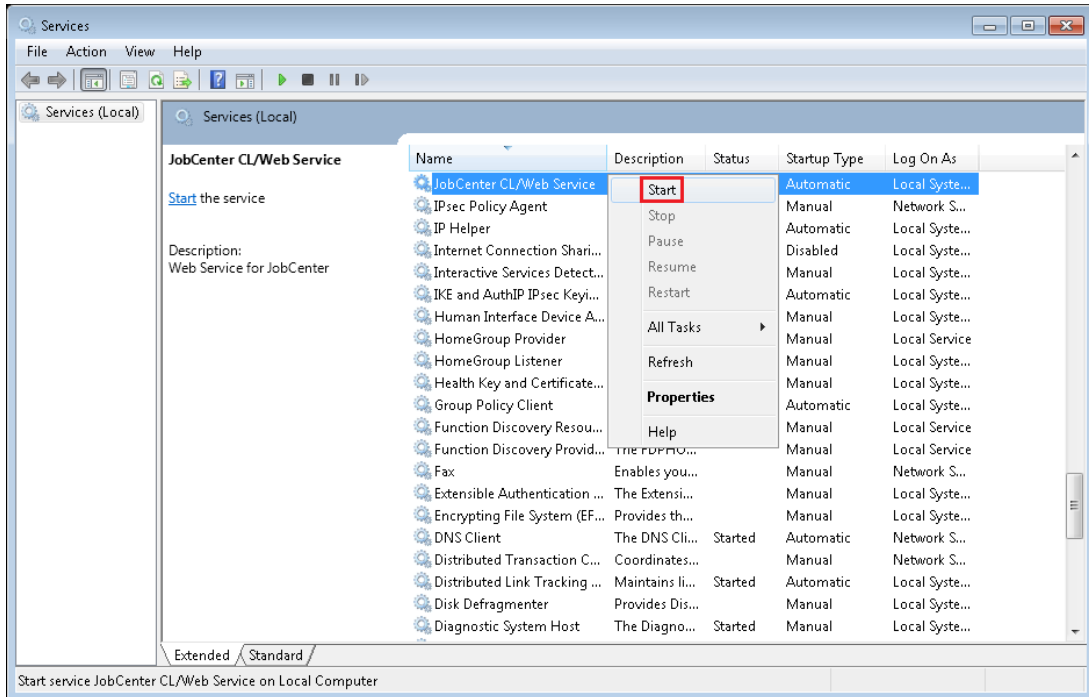 Services
File Action View Help
Services (Local)
Services (Local)
JobCenter CL/Web Service
Start the service
Description:
Web Service for JobCenter
Name Description Status Startup Type Log On As
JobCenter CL/Web Service Automatic Local Syste...
IPsec Policy Agent Manual Network S...
IP Helper Automatic Local Syste...
Internet Connection Shari... Disabled Local Syste...
Interactive Services Detect... Manual Local Syste...
IKE and AuthIP IPsec Keyi... Automatic Local Syste...
Human Interface Device A... Manual Local Syste...
HomeGroup Provider Manual Local Service
HomeGroup Listener Manual Local Syste...
Health Key and Certificate... Manual Local Syste...
Group Policy Client Automatic Local Syste...
Function Discovery Resou... Manual Local Service
Function Discovery Provid... The FDPHO... Manual Local Service
Fax Enables you... Manual Network S...
Extensible Authentication ... The Extensi... Manual Local Syste...
Encrypting File System (EF... Provides th... Manual Local Syste...
DNS Client The DNS Cli... Started Automatic Network S...
Distributed Transaction C... Coordinates... Manual Network S...
Distributed Link Tracking ... Maintains li... Started Automatic Local Syste...
Disk Defragmenter Provides Dis... Manual Local Syste...
Diagnostic System Host The Diagno... Started Manual Local Syste...
Start
Stop
Pause
Resume
Restart
All Tasks
Refresh
Properties
Help
Extended Standard
Start service JobCenter CL/Web Service on Local Computer